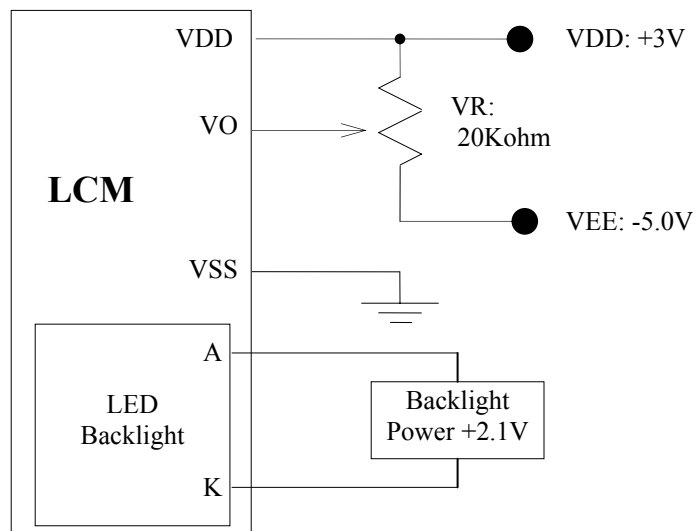 VDD
VDD: +3V
VR:
20Kohm
VO
LCM
VEE: -5.0V
VSS
A
LED
Backlight
Backlight
Power +2.1V
K